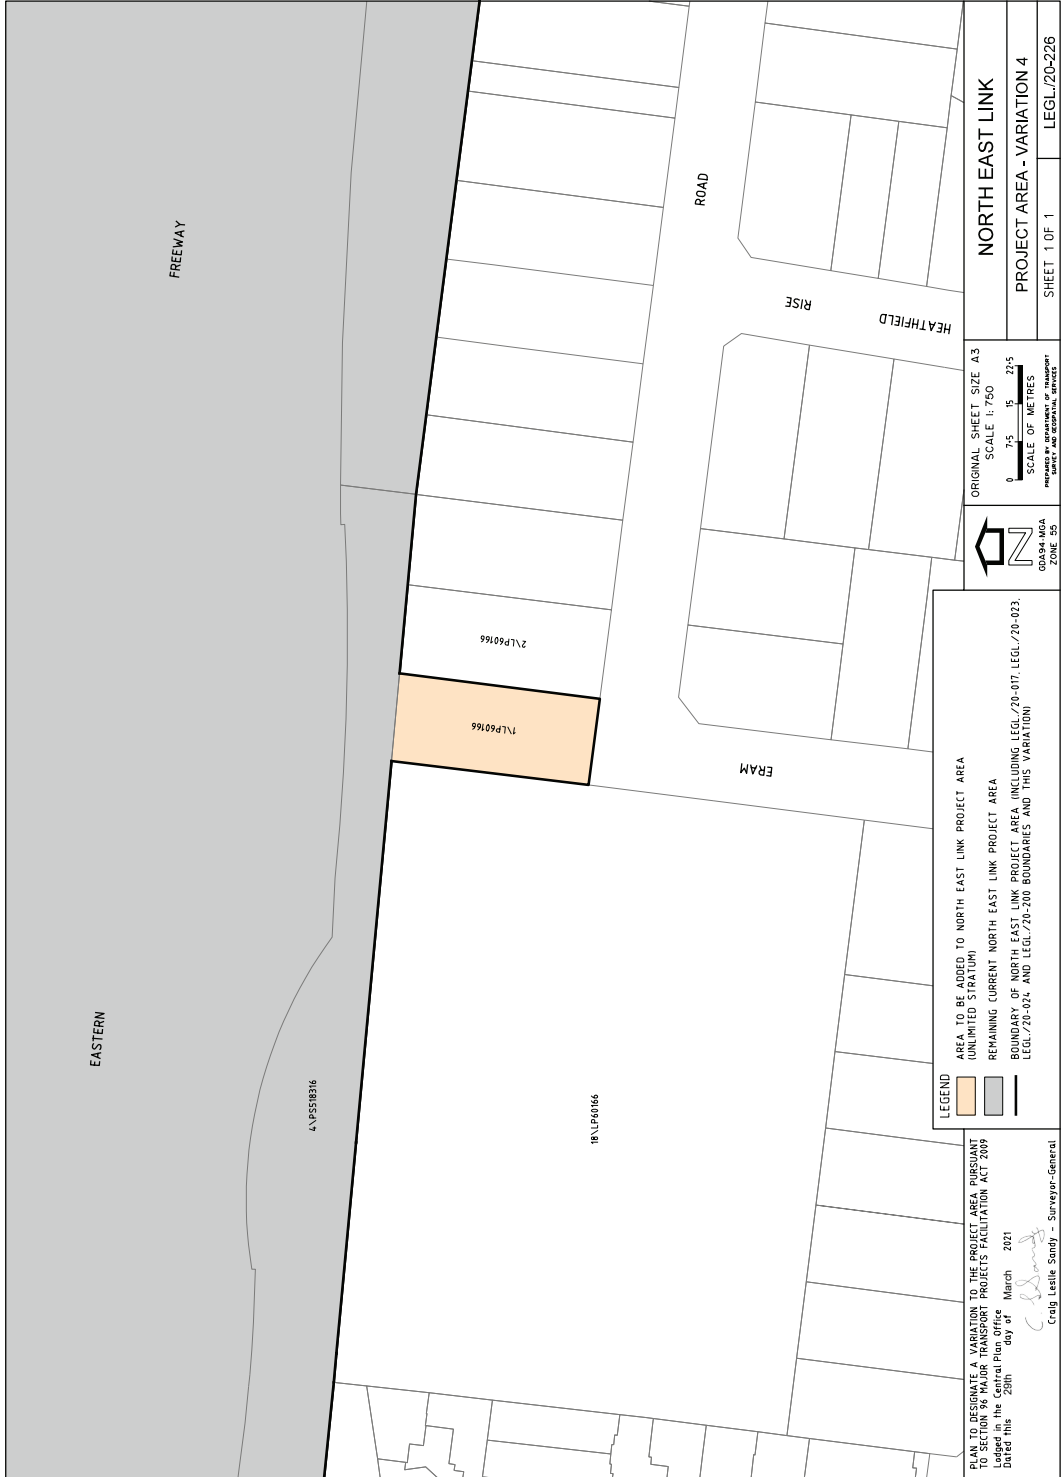 EASTERN
FREEWAY
4\PS518316
18\LP60166
1\LP60166
2\LP60166
ERAM
ROAD
HEATHFIELD
RISE
PLAN TO DESIGNATE A VARIATION TO THE PROJECT AREA PURSUANT
TO SECTION 96 MAJOR TRANSPORT PROJECTS FACILITATION ACT 2009
Lodged in the Central Plan Office
Dated this 29th day of March 2021
Craig Leslie Sandy - Surveyor-General
LEGEND
AREA TO BE ADDED TO NORTH EAST LINK PROJECT AREA
(UNLIMITED STRATUM)
REMAINING CURRENT NORTH EAST LINK PROJECT AREA
BOUNDARY OF NORTH EAST LINK PROJECT AREA (INCLUDING LEGL./20-017, LEGL./20-023,
LEGL./20-024 AND LEGL./20-200 BOUNDARIES AND THIS VARIATION)
N
GDA94-MGA
ZONE 55
ORIGINAL SHEET SIZE A3
SCALE 1: 750
0 7·5 15 22·5
SCALE OF METRES
PREPARED BY DEPARTMENT OF TRANSPORT
SURVEY AND GEOSPATIAL SERVICES
NORTH EAST LINK
PROJECT AREA - VARIATION 4
SHEET 1 OF 1
LEGL./20-226